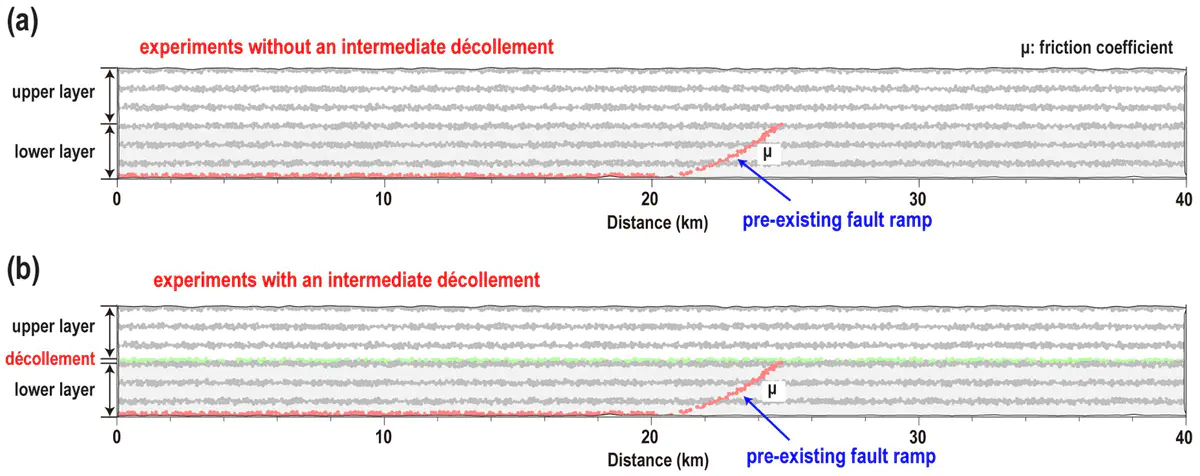 (a)
experiments without an intermediate décollement
μ: friction coefficient
upper layer
lower layer
μ
0 10 20 30 40
Distance (km)
pre-existing fault ramp
(b)
experiments with an intermediate décollement
upper layer
décollement
lower layer
μ
0 10 20 30 40
Distance (km)
pre-existing fault ramp